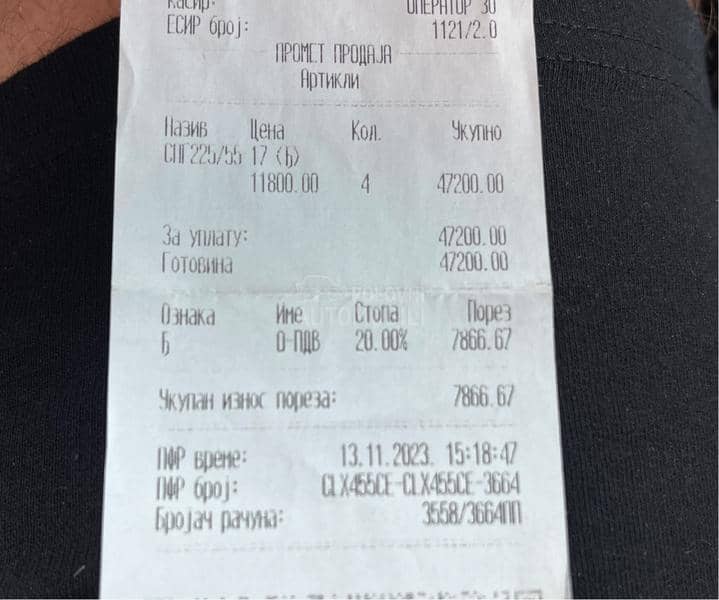 Касир:
ОПЕРАТОР 30
ЕСИР број:
1121/2.0
ПРОМЕТ ПРОДАЈА
Артикли
Назив Цена Кол. Укупно
СПГ225/55 17 (Ђ)
11800.00 4 47200.00
За уплату: 47200.00
Готовина 47200.00
Ознака Име Стопа Порез
Ђ О-ПДВ 20.00% 7866.67
Укупан износ пореза: 7866.67
ПФР време: 13.11.2023. 15:18:47
ПФР број: CLX455CE-CLX455CE-3664
Бројач рачуна: 3558/3664ПП